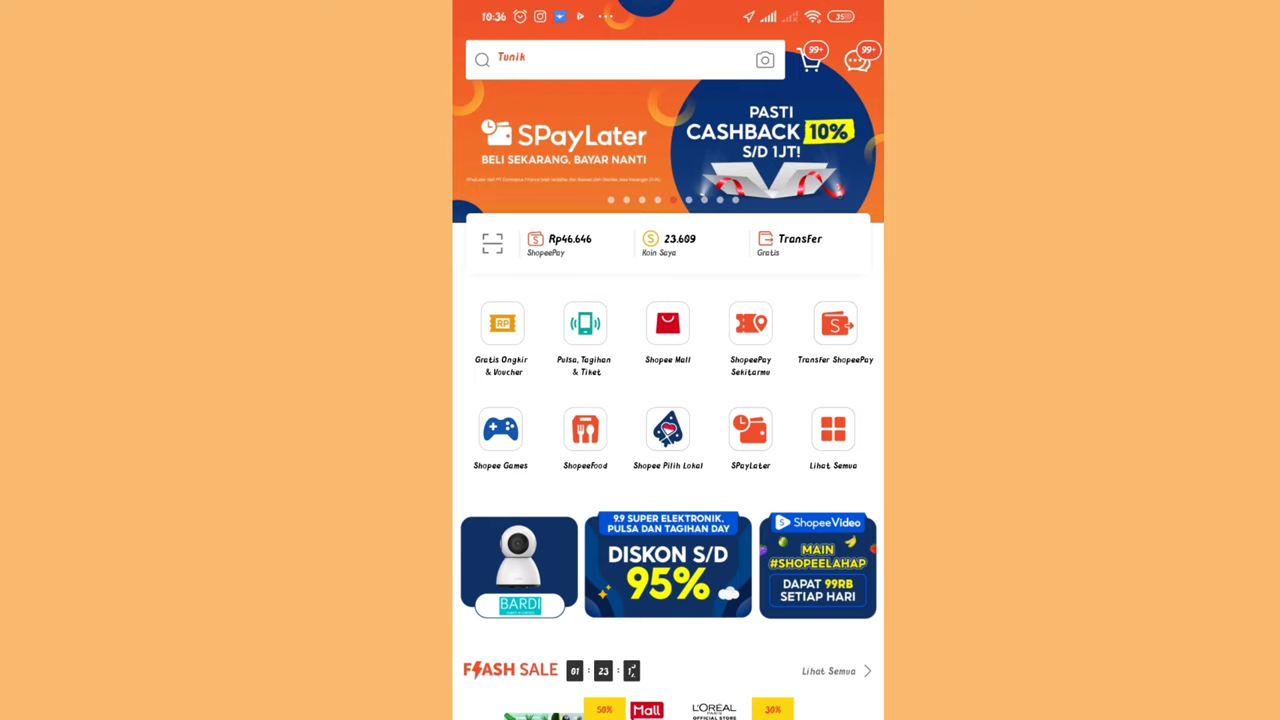 10:36
35
Tunik
99+
99+
SPayLater
BELI SEKARANG, BAYAR NANTI
PASTI
CASHBACK 10%
S/D 1JT!
Rp46.646
ShopeePay
23.609
Koin Saya
Transfer
Gratis
RP
Gratis Ongkir
& Voucher
Pulsa, Tagihan
& Tiket
Shopee Mall
ShopeePay
Sekitarmu
Transfer ShopeePay
Shopee Games
ShopeeFood
Shopee Pilih Lokal
SPayLater
Lihat Semua
BARDI
9.9 SUPER ELEKTRONIK,
PULSA DAN TAGIHAN DAY
DISKON S/D
95%
ShopeeVideo
MAIN
#SHOPEELAHAP
DAPAT 99RB
SETIAP HARI
FLASH SALE 01 : 23 :
Lihat Semua
50%
Mall
L'ORÉAL
PARIS
OFFICIAL STORE
30%